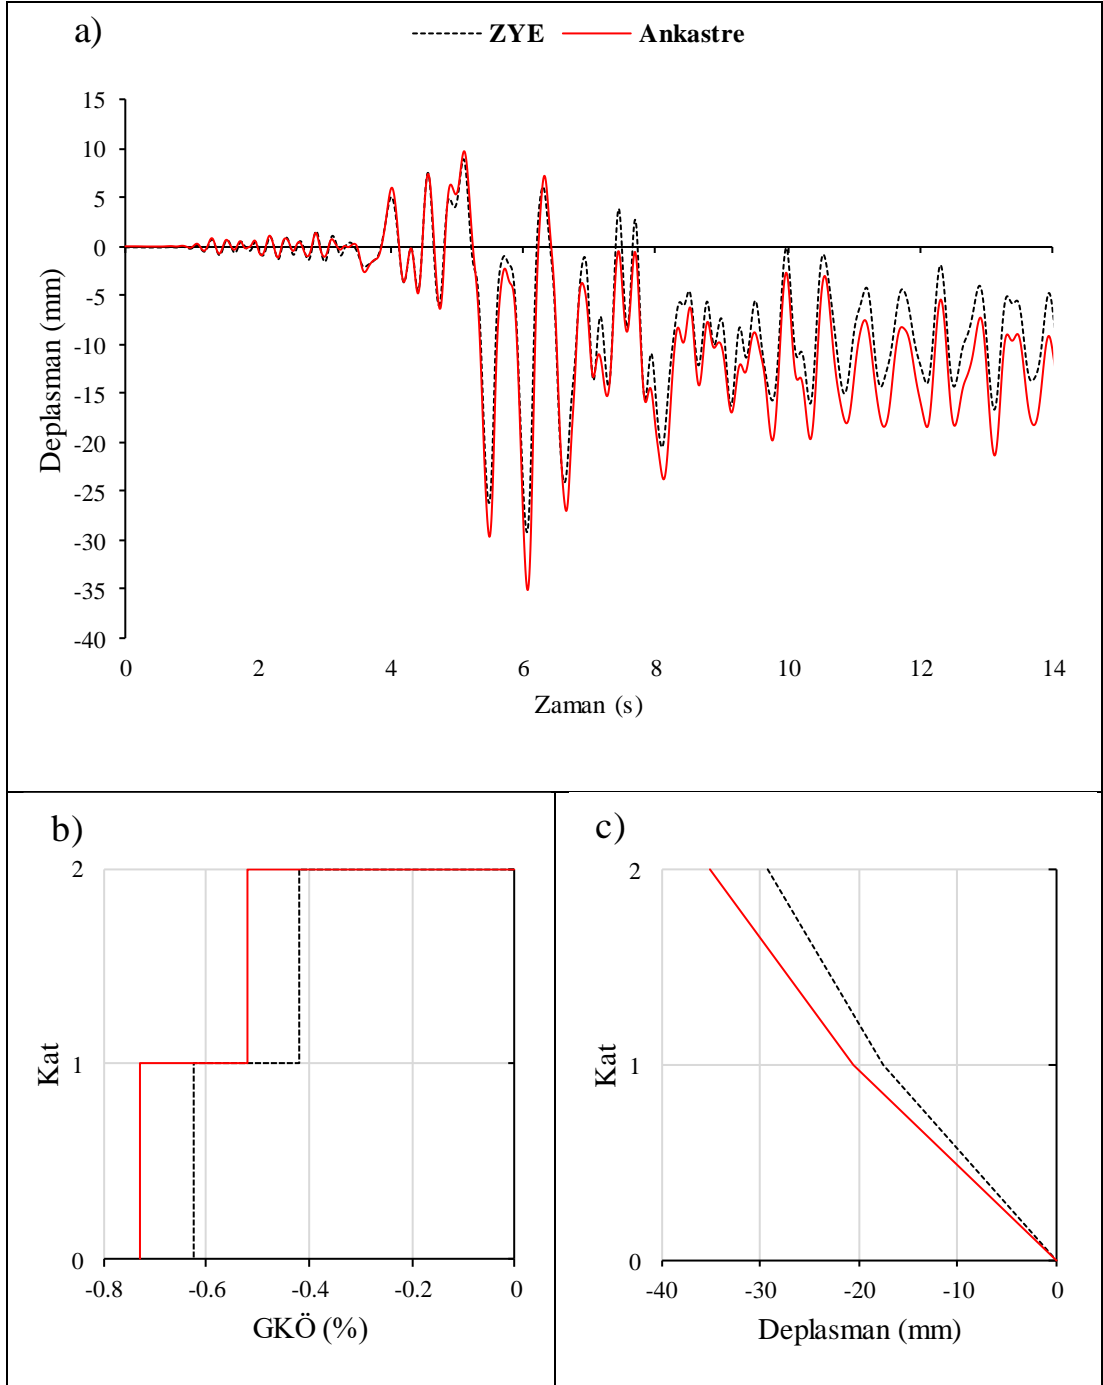 a)
ZYE Ankastre
15
10
5
0
-5
-10
-15
-20
-25
-30
-35
-40
Deplasman (mm)
0 2 4 6 8 10 12 14
Zaman (s)
b)
2
1
0
Kat
-0.8 -0.6 -0.4 -0.2 0
GKÖ (%)
c)
2
1
0
Kat
-40 -30 -20 -10 0
Deplasman (mm)